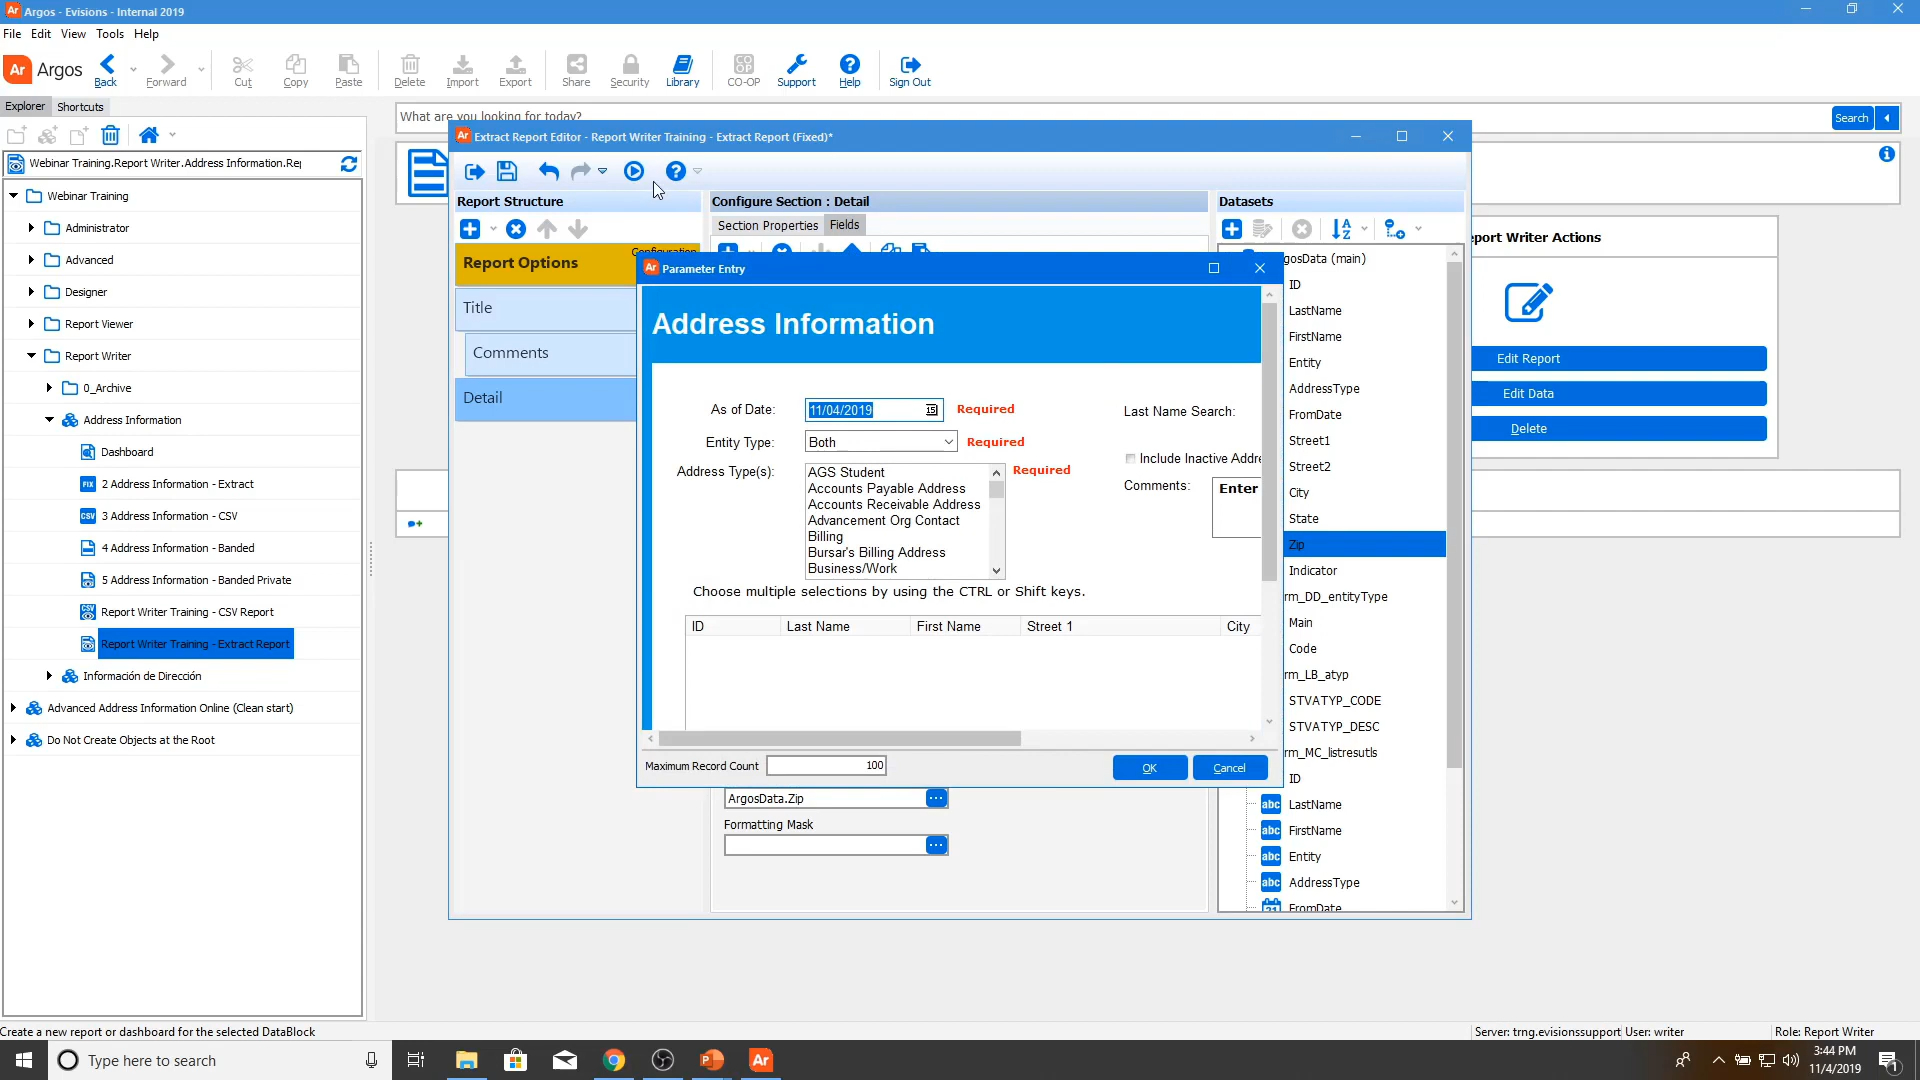 Argos - Evisions - Internal 2019
File Edit View Tools Help
Argos Back Forward Cut Copy Paste Delete Import Export Share Security Library CO-OP Support Help Sign Out
Explorer Shortcuts
Webinar Training.Report Writer.Address Information.Re
Webinar Training
Administrator
Advanced
Designer
Report Viewer
Report Writer
0_Archive
Address Information
Dashboard
2 Address Information - Extract
3 Address Information - CSV
4 Address Information - Banded
5 Address Information - Banded Private
Report Writer Training - CSV Report
Report Writer Training - Extract Report
Información de Dirección
Advanced Address Information Online (Clean start)
Do Not Create Objects at the Root
What are you looking for today?
Search
Extract Report Editor - Report Writer Training - Extract Report (Fixed)*
Report Structure
Configuration
Report Options
Title
Comments
Detail
Configure Section : Detail
Section Properties Fields
ArgosData.Zip
Formatting Mask
Parameter Entry
Address Information
As of Date: 11/04/2019 Required
Entity Type: Both Required
Address Type(s): Required
AGS Student
Accounts Payable Address
Accounts Receivable Address
Advancement Org Contact
Billing
Bursar's Billing Address
Business/Work
Last Name Search:
Include Inactive Addre
Comments: Enter
Choose multiple selections by using the CTRL or Shift keys.
ID Last Name First Name Street 1 City
Maximum Record Count 100
OK Cancel
Datasets
gosData (main)
ID
LastName
FirstName
Entity
AddressType
FromDate
Street1
Street2
City
State
Zip
Indicator
rm_DD_entityType
Main
Code
rm_LB_atyp
STVATYP_CODE
STVATYP_DESC
rm_MC_listresutls
ID
LastName
FirstName
Entity
AddressType
FromDate
port Writer Actions
Edit Report
Edit Data
Delete
Create a new report or dashboard for the selected DataBlock
Server: trng.evisionssupport User: writer Role: Report Writer
Type here to search
3:44 PM
11/4/2019